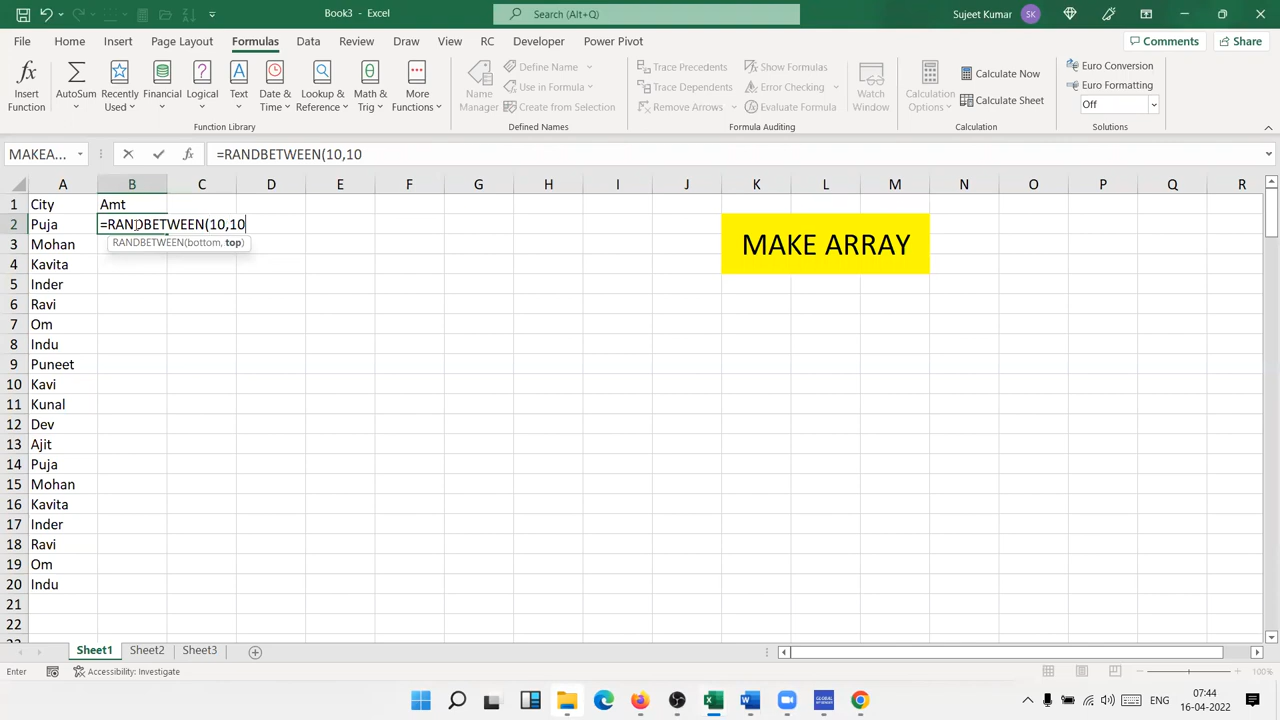 Book3 - Excel
Search (Alt+Q)
Sujeet Kumar
SK
File Home Insert Page Layout Formulas Data Review Draw View RC Developer Power Pivot
Comments
Share
Insert Function
AutoSum
Recently Used
Financial
Logical
Text
Date & Time
Lookup & Reference
Math & Trig
More Functions
Function Library
Name Manager
Define Name
Use in Formula
Create from Selection
Defined Names
Trace Precedents
Trace Dependents
Remove Arrows
Show Formulas
Error Checking
Evaluate Formula
Formula Auditing
Watch Window
Calculation Options
Calculate Now
Calculate Sheet
Calculation
Euro Conversion
Euro Formatting
Off
Solutions
MAKEA...
fx
=RANDBETWEEN(10,10
A B C D E F G H I J K L M N O P Q R
1 City Amt
2 Puja =RANDBETWEEN(10,10
RANDBETWEEN(bottom, top)
MAKE ARRAY
3 Mohan
4 Kavita
5 Inder
6 Ravi
7 Om
8 Indu
9 Puneet
10 Kavi
11 Kunal
12 Dev
13 Ajit
14 Puja
15 Mohan
16 Kavita
17 Inder
18 Ravi
19 Om
20 Indu
21
22
Sheet1 Sheet2 Sheet3
Enter
Accessibility: Investigate
100%
ENG
07:44
16-04-2022